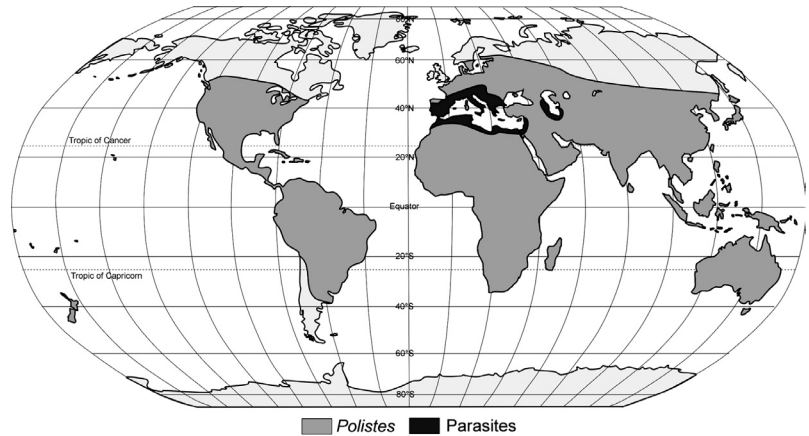 80°N
60°N
40°N
Tropic of Cancer
20°N
Equator
20°S
Tropic of Capricorn
40°S
60°S
80°S
Polistes Parasites